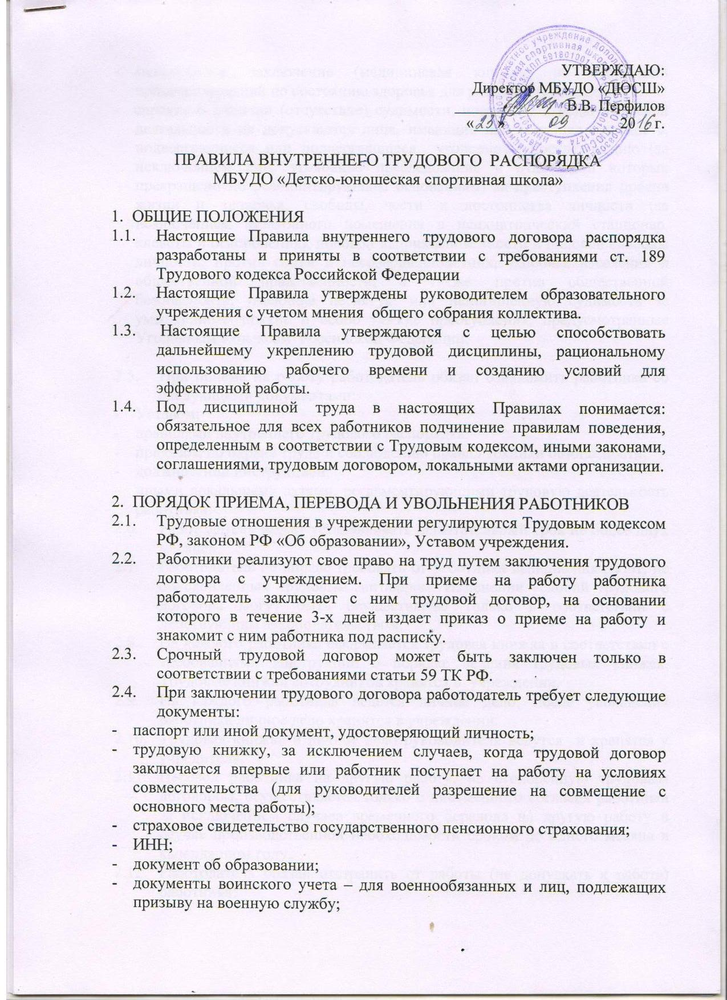 УТВЕРЖДАЮ:
Директор МБУДО «ДЮСШ»
В.В. Перфилов
«23» 09 2016 г.
ПРАВИЛА ВНУТРЕННЕГО ТРУДОВОГО РАСПОРЯДКА
МБУДО «Детско-юношеская спортивная школа»
1. ОБЩИЕ ПОЛОЖЕНИЯ
1.1. Настоящие Правила внутреннего трудового договора распорядка
разработаны и приняты в соответствии с требованиями ст. 189
Трудового кодекса Российской Федерации
1.2. Настоящие Правила утверждены руководителем образовательного
учреждения с учетом мнения общего собрания коллектива.
1.3. Настоящие Правила утверждаются с целью способствовать
дальнейшему укреплению трудовой дисциплины, рациональному
использованию рабочего времени и созданию условий для
эффективной работы.
1.4. Под дисциплиной труда в настоящих Правилах понимается:
обязательное для всех работников подчинение правилам поведения,
определенным в соответствии с Трудовым кодексом, иными законами,
соглашениями, трудовым договором, локальными актами организации.
2. ПОРЯДОК ПРИЕМА, ПЕРЕВОДА И УВОЛЬНЕНИЯ РАБОТНИКОВ
2.1. Трудовые отношения в учреждении регулируются Трудовым кодексом
РФ, законом РФ «Об образовании», Уставом учреждения.
2.2. Работники реализуют свое право на труд путем заключения трудового
договора с учреждением. При приеме на работу работника
работодатель заключает с ним трудовой договор, на основании
которого в течение 3-х дней издает приказ о приеме на работу и
знакомит с ним работника под расписку.
2.3. Срочный трудовой договор может быть заключен только в
соответствии с требованиями статьи 59 ТК РФ.
2.4. При заключении трудового договора работодатель требует следующие
документы:
- паспорт или иной документ, удостоверяющий личность;
- трудовую книжку, за исключением случаев, когда трудовой договор
заключается впервые или работник поступает на работу на условиях
совместительства (для руководителей разрешение на совмещение с
основного места работы);
- страховое свидетельство государственного пенсионного страхования;
- ИНН;
- документ об образовании;
- документы воинского учета – для военнообязанных и лиц, подлежащих
призыву на военную службу;